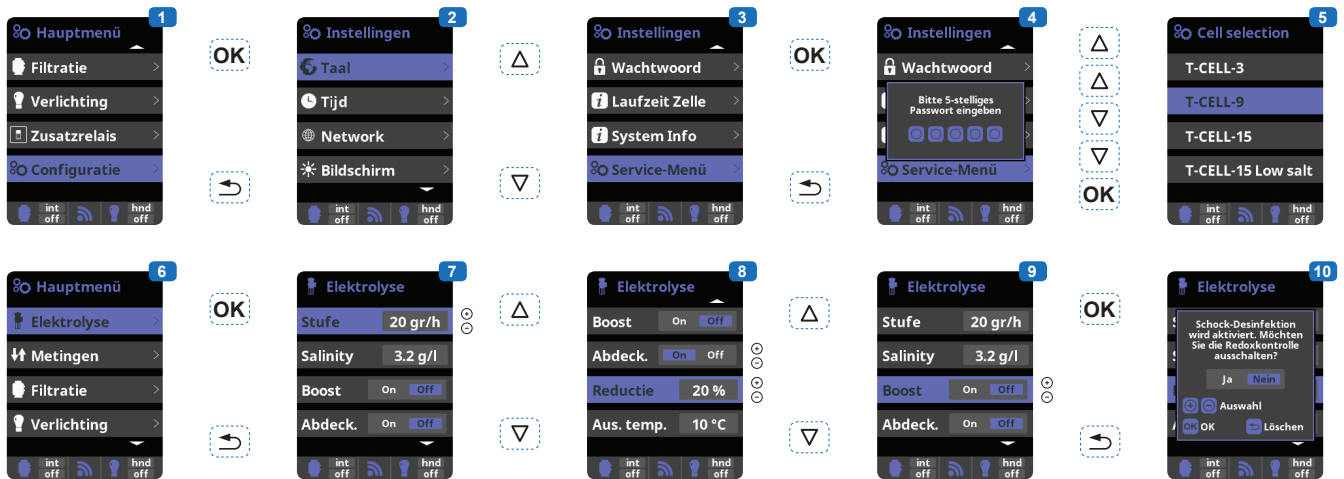 1
Hauptmenü
Filtratie
Verlichting
Zusatzrelais
Configuratie
int
off
hnd
off
OK
2
Instellingen
Taal
Tijd
Network
Bildschirm
int
off
hnd
off
3
Instellingen
Wachtwoord
Laufzeit Zelle
System Info
Service-Menü
int
off
hnd
off
OK
4
Instellingen
Wachtwoord
Bitte 5-stelliges
Passwort eingeben
Service-Menü
int
off
hnd
off
OK
5
Cell selection
T-CELL-3
T-CELL-9
T-CELL-15
T-CELL-15 Low salt
int
off
hnd
off
6
Hauptmenü
Elektrolyse
Metingen
Filtratie
Verlichting
int
off
hnd
off
OK
7
Elektrolyse
Stufe 20 gr/h
Salinity 3.2 g/l
Boost On Off
Abdeck. On Off
int
off
hnd
off
8
Elektrolyse
Boost On Off
Abdeck. On Off
Reductie 20 %
Aus. temp. 10 °C
int
off
hnd
off
9
Elektrolyse
Stufe 20 gr/h
Salinity 3.2 g/l
Boost On Off
Abdeck. On Off
int
off
hnd
off
OK
10
Elektrolyse
Schock-Desinfektion
wird aktiviert. Möchten
Sie die Redoxkontrolle
ausschalten?
Ja Nein
Auswahl
OK OK Löschen
int
off
hnd
off